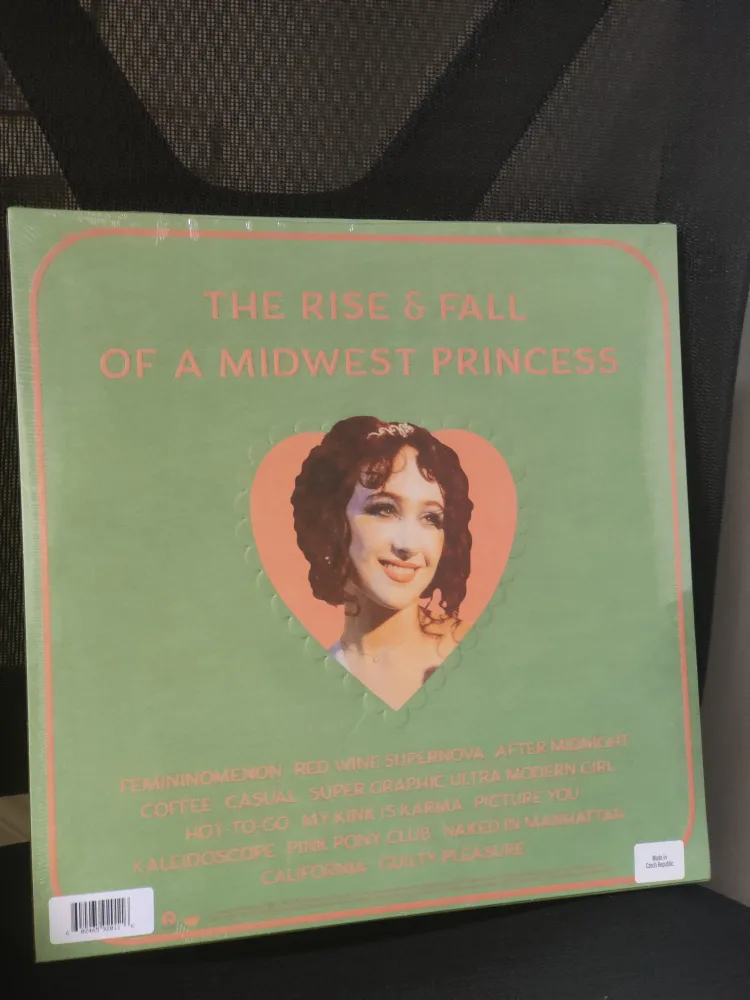 THE RISE & FALL
OF A MIDWEST PRINCESS
FEMININOMENON RED WINE SUPERNOVA AFTER MIDNIGHT
COFFEE CASUAL SUPER GRAPHIC ULTRA MODERN GIRL
HOT-TO-GO MY KINK IS KARMA PICTURE YOU
KALEIDOSCOPE PINK PONY CLUB NAKED IN MANHATTAN
CALIFORNIA GUILTY PLEASURE
Made in
Czech Republic